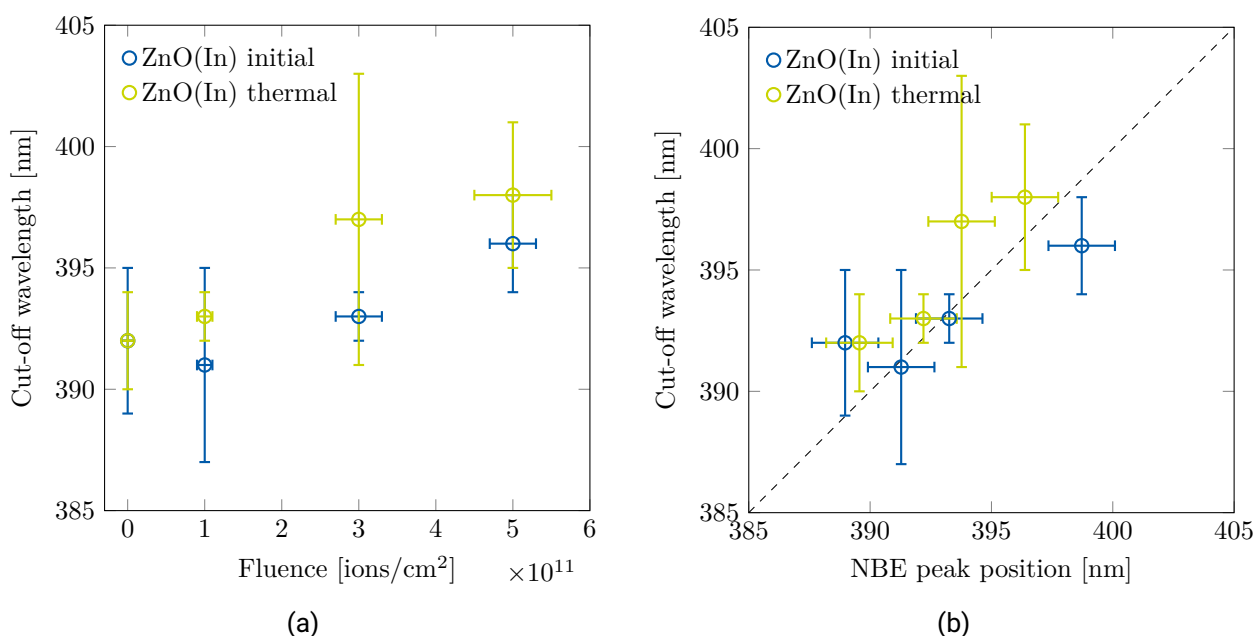 405
400
395
390
385
Cut-off wavelength [nm]
ZnO(In) initial
ZnO(In) thermal
0 1 2 3 4 5 6
Fluence [ions/cm²] ×10¹¹
(a)
405
400
395
390
385
Cut-off wavelength [nm]
ZnO(In) initial
ZnO(In) thermal
385 390 395 400 405
NBE peak position [nm]
(b)